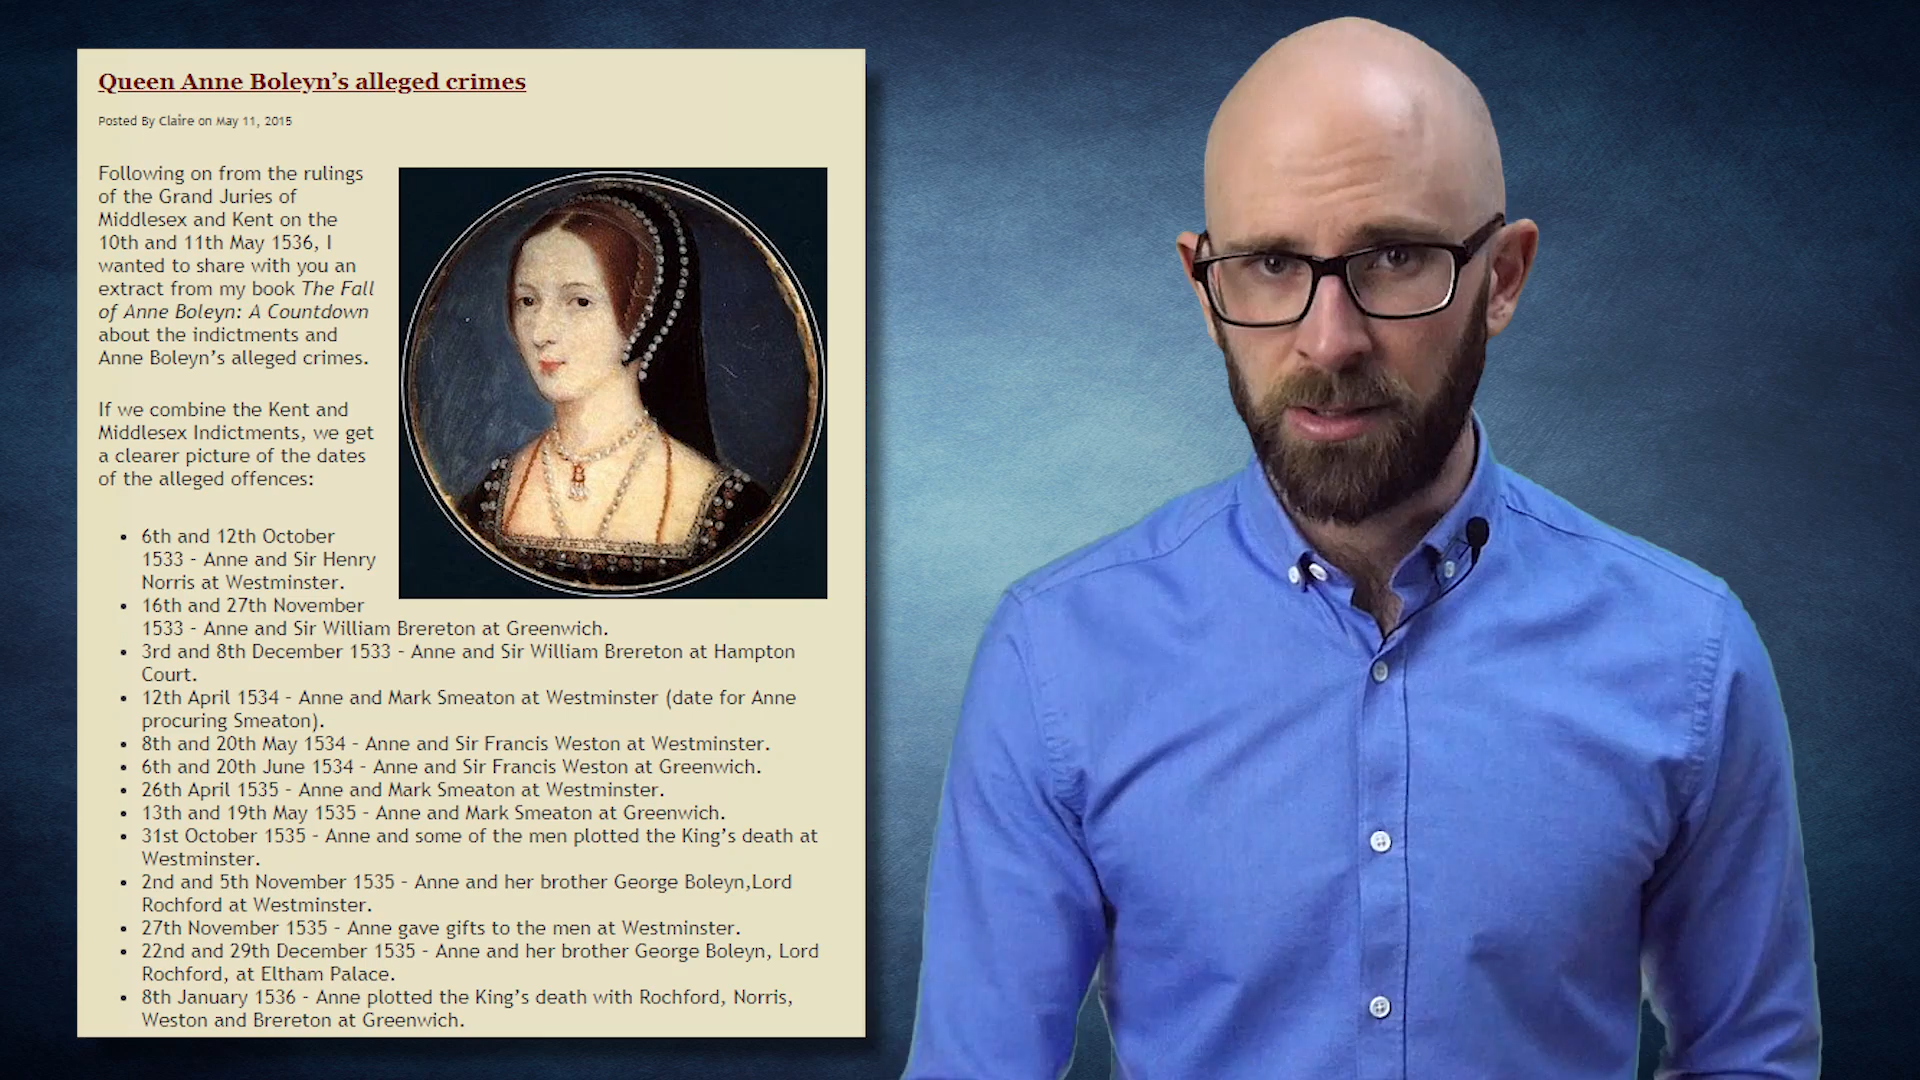 Queen Anne Boleyn's alleged crimes
Posted By Claire on May 11, 2015
Following on from the rulings
of the Grand Juries of
Middlesex and Kent on the
10th and 11th May 1536, I
wanted to share with you an
extract from my book The Fall
of Anne Boleyn: A Countdown
about the indictments and
Anne Boleyn's alleged crimes.
If we combine the Kent and
Middlesex Indictments, we get
a clearer picture of the dates
of the alleged offences:
• 6th and 12th October
1533 - Anne and Sir Henry
Norris at Westminster.
• 16th and 27th November
1533 - Anne and Sir William Brereton at Greenwich.
• 3rd and 8th December 1533 - Anne and Sir William Brereton at Hampton
Court.
• 12th April 1534 - Anne and Mark Smeaton at Westminster (date for Anne
procuring Smeaton).
• 8th and 20th May 1534 - Anne and Sir Francis Weston at Westminster.
• 6th and 20th June 1534 - Anne and Sir Francis Weston at Greenwich.
• 26th April 1535 - Anne and Mark Smeaton at Westminster.
• 13th and 19th May 1535 - Anne and Mark Smeaton at Greenwich.
• 31st October 1535 - Anne and some of the men plotted the King's death at
Westminster.
• 2nd and 5th November 1535 - Anne and her brother George Boleyn,Lord
Rochford at Westminster.
• 27th November 1535 - Anne gave gifts to the men at Westminster.
• 22nd and 29th December 1535 - Anne and her brother George Boleyn, Lord
Rochford, at Eltham Palace.
• 8th January 1536 - Anne plotted the King's death with Rochford, Norris,
Weston and Brereton at Greenwich.